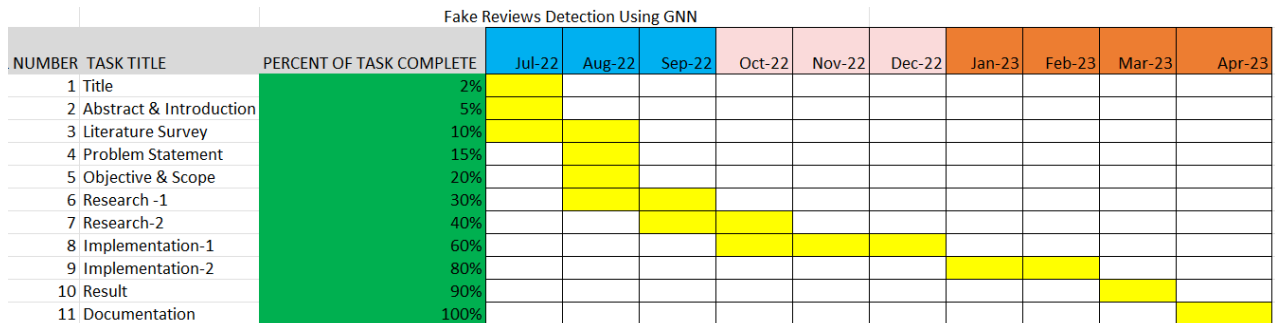 Fake Reviews Detection Using GNN
NUMBER TASK TITLE PERCENT OF TASK COMPLETE Jul-22 Aug-22 Sep-22 Oct-22 Nov-22 Dec-22 Jan-23 Feb-23 Mar-23 Apr-23
1 Title 2%
2 Abstract & Introduction 5%
3 Literature Survey 10%
4 Problem Statement 15%
5 Objective & Scope 20%
6 Research -1 30%
7 Research-2 40%
8 Implementation-1 60%
9 Implementation-2 80%
10 Result 90%
11 Documentation 100%